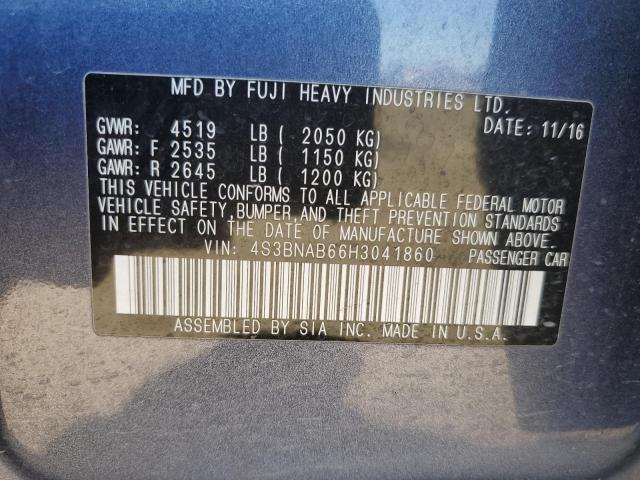 MFD BY FUJI HEAVY INDUSTRIES LTD.
GVWR: 4519 LB ( 2050 KG) DATE: 11/16
GAWR: F 2535 LB ( 1150 KG)
GAWR: R 2645 LB ( 1200 KG)
THIS VEHICLE CONFORMS TO ALL APPLICABLE FEDERAL MOTOR
VEHICLE SAFETY,BUMPER,AND THEFT PREVENTION STANDARDS
IN EFFECT ON THE DATE OF MANUFACTURE SHOWN ABOVE.
VIN: 4S3BNAB66H3041860 PASSENGER CAR
ASSEMBLED BY SIA INC. MADE IN U.S.A.